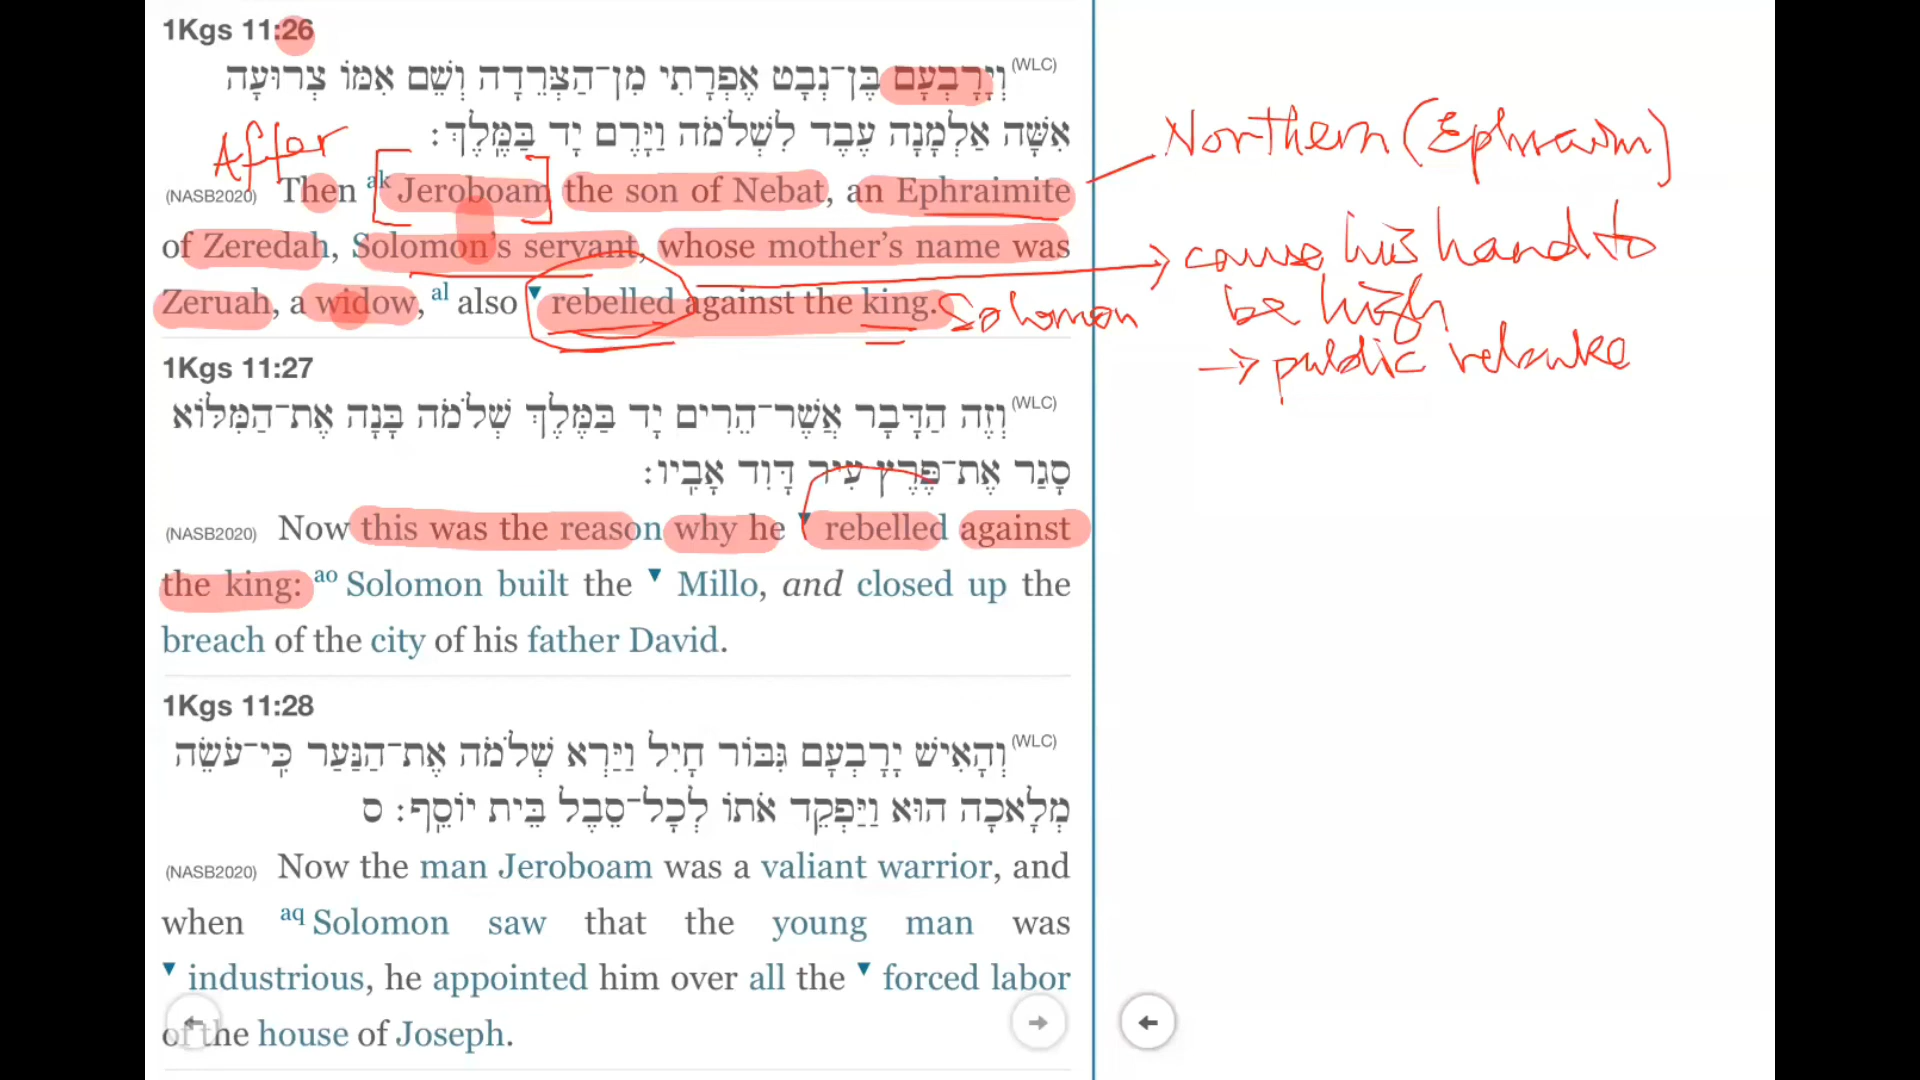 1Kgs 11:26
וְיָרָבְעָם בֶּן־נְבָט אֶפְרָתִי מִן־הַצְּרֵדָה וְשֵׁם אִמּוֹ צְרוּעָה (WLC)
אִשָּׁה אַלְמָנָה עֶבֶד לִשְׁלֹמֹה וַיָּרֶם יָד בַּמֶּלֶךְ׃
After
(NASB2020) Then ak Jeroboam the son of Nebat, an Ephraimite
of Zeredah, Solomon's servant, whose mother's name was
Zeruah, a widow, al also rebelled against the king. Solomon
1Kgs 11:27
וְזֶה הַדָּבָר אֲשֶׁר־הֵרִים יָד בַּמֶּלֶךְ שְׁלֹמֹה בָּנָה אֶת־הַמִּלּוֹא (WLC)
סָגַר אֶת־פֶּרֶץ עִיר דָּוִד אָבִיו׃
(NASB2020) Now this was the reason why he rebelled against
the king: ao Solomon built the Millo, and closed up the
breach of the city of his father David.
1Kgs 11:28
וְהָאִישׁ יָרָבְעָם גִּבּוֹר חָיִל וַיַּרְא שְׁלֹמֹה אֶת־הַנַּעַר כִּי־עֹשֵׂה (WLC)
מְלָאכָה הוּא וַיַּפְקֵד אֹתוֹ לְכָל־סֵבֶל בֵּית יוֹסֵף׃ ס
(NASB2020) Now the man Jeroboam was a valiant warrior, and
when aq Solomon saw that the young man was
industrious, he appointed him over all the forced labor
of the house of Joseph.
Northern (Ephraim)
→ cause his hand to
be high
→ public rebuke